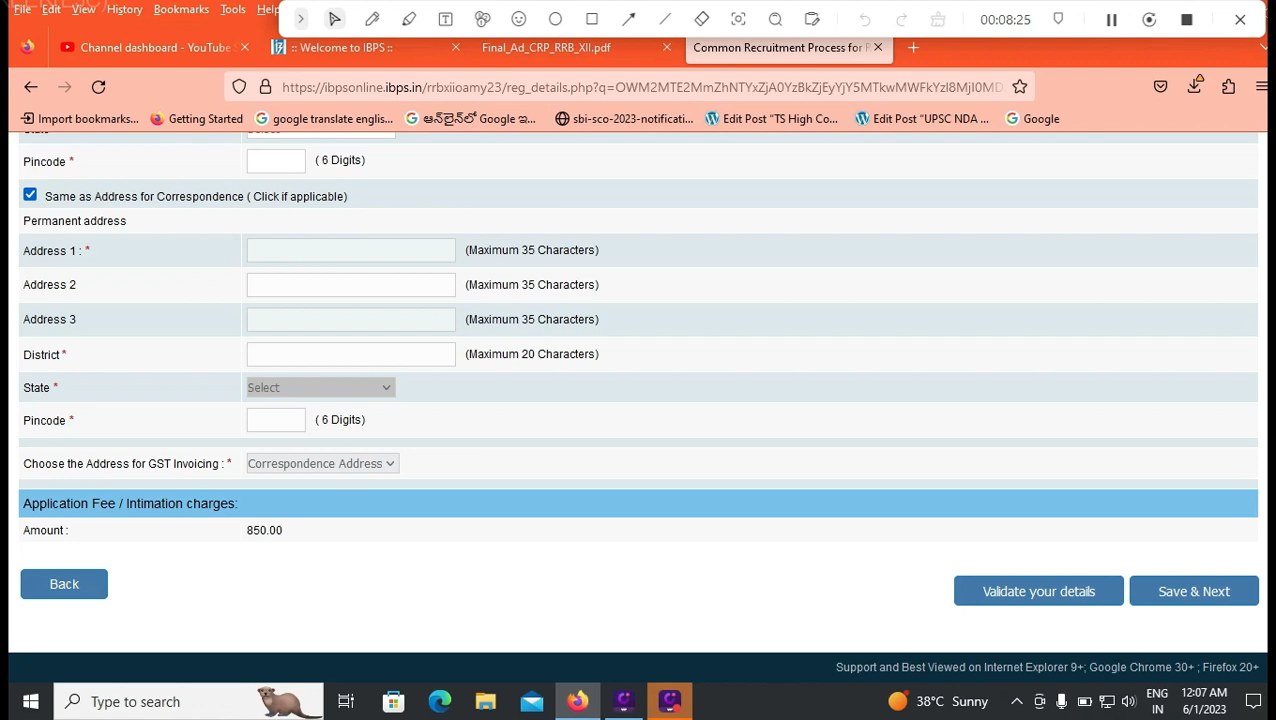 File Edit View History Bookmarks Tools Help
00:08:25
Channel dashboard - YouTube
:: Welcome to IBPS ::
Final_Ad_CRP_RRB_XII.pdf
Common Recruitment Process for
https://ibpsonline.ibps.in/rrbxiioamy23/
Import bookmarks...
Getting Started
google translate englis...
ఆన్‌లైన్‌లో Google ఇ...
sbi-sco-2023-notificati...
Edit Post “TS High Co...
Edit Post “UPSC NDA ...
Google
Pincode * ( 6 Digits)
Same as Address for Correspondence ( Click if applicable)
Permanent address
Address 1 : * (Maximum 35 Characters)
Address 2 (Maximum 35 Characters)
Address 3 (Maximum 35 Characters)
District * (Maximum 20 Characters)
State * Select
Pincode * ( 6 Digits)
Choose the Address for GST Invoicing : * Correspondence Address
Application Fee / Intimation charges:
Amount : 850.00
Back
Validate your details
Save & Next
Support and Best Viewed on Internet Explorer 9+; Google Chrome 30+ ; Firefox 20+
Type to search
38°C Sunny
ENG
IN
12:07 AM
6/1/2023